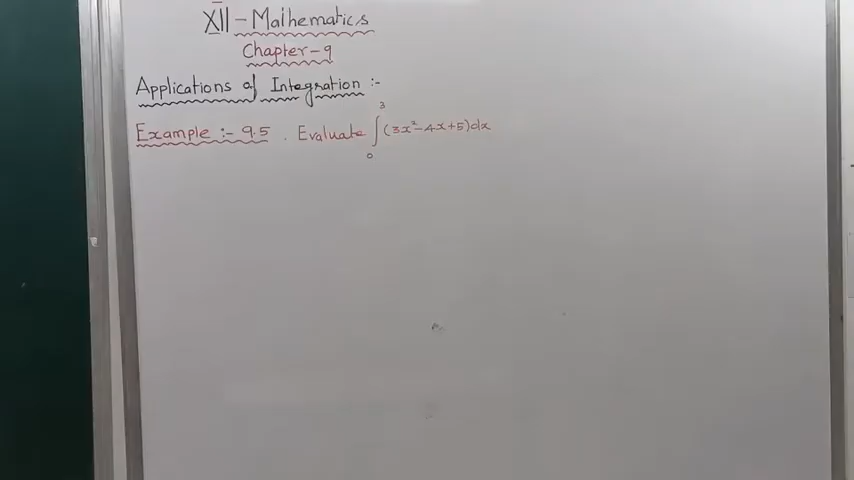 XII - Mathematics
Chapter - 9
Applications of Integration :-
Example :- 9.5 . Evaluate ∫₀³ (3x² - 4x + 5) dx